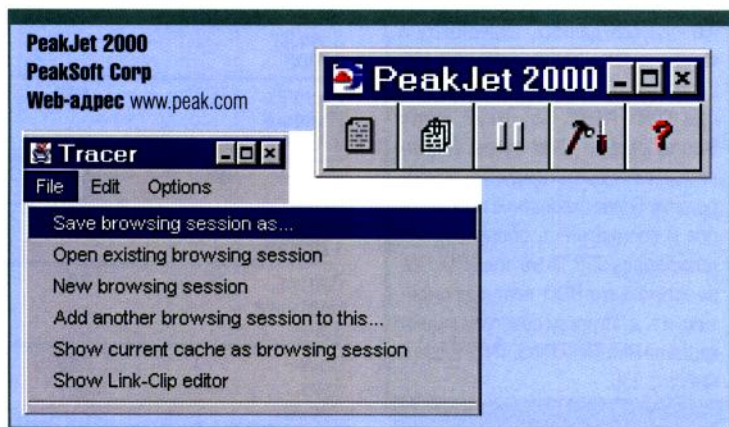 PeakJet 2000
PeakSoft Corp
Web-адрес www.peak.com
PeakJet 2000
Tracer
File Edit Options
Save browsing session as...
Open existing browsing session
New browsing session
Add another browsing session to this...
Show current cache as browsing session
Show Link-Clip editor